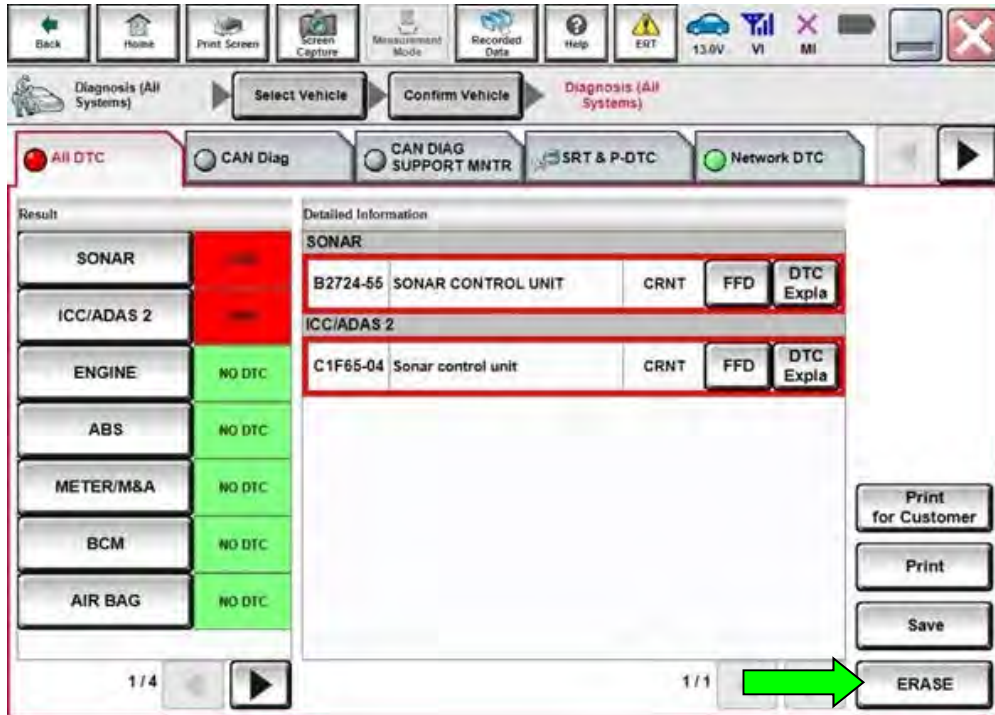 Back
Home
Print Screen
Screen
Capture
Measurement
Mode
Recorded
Data
Help
ERT
13.0V
VI
MI
Diagnosis (All
Systems)
Select Vehicle
Confirm Vehicle
Diagnosis (All
Systems)
All DTC
CAN Diag
CAN DIAG
SUPPORT MNTR
SRT & P-DTC
Network DTC
Result
Detailed Information
SONAR
SONAR
B2724-55 SONAR CONTROL UNIT CRNT FFD DTC
Expla
ICC/ADAS 2
ICC/ADAS 2
C1F65-04 Sonar control unit CRNT FFD DTC
Expla
ENGINE NO DTC
ABS NO DTC
METER/M&A NO DTC
BCM NO DTC
AIR BAG NO DTC
Print
for Customer
Print
Save
1/4
1/1
ERASE